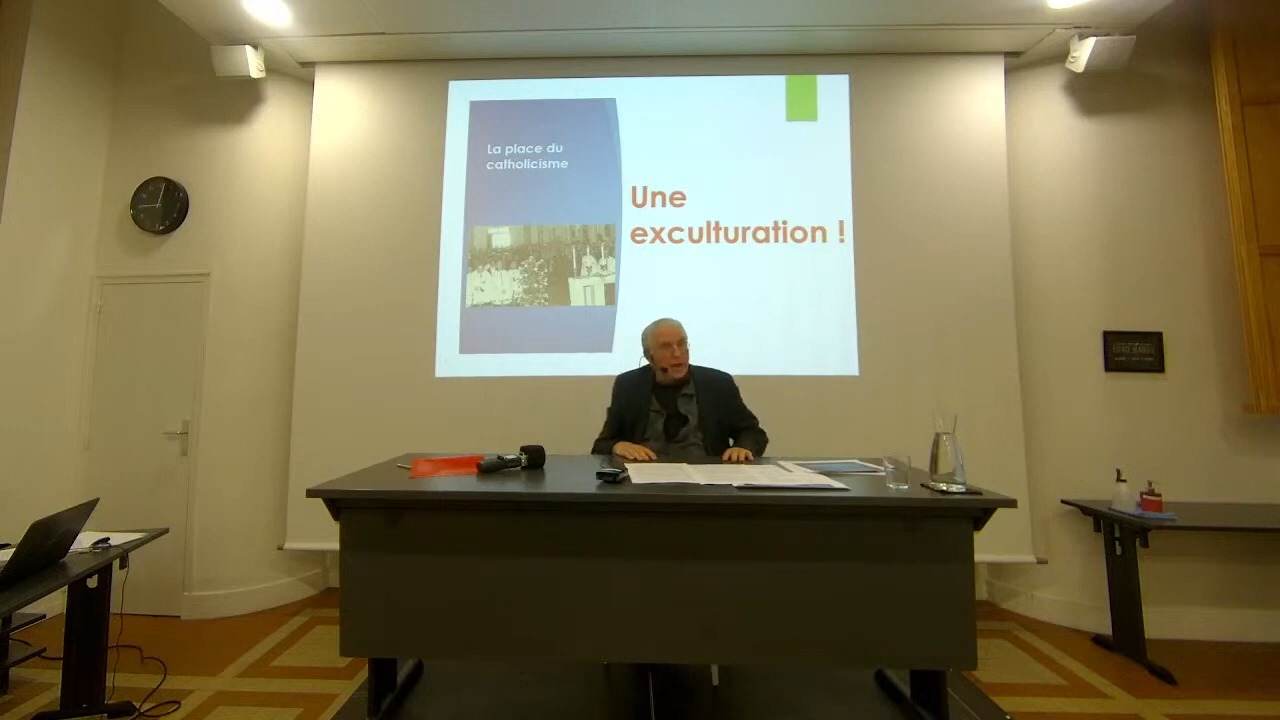 La place du
catholicisme
Une
exculturation !